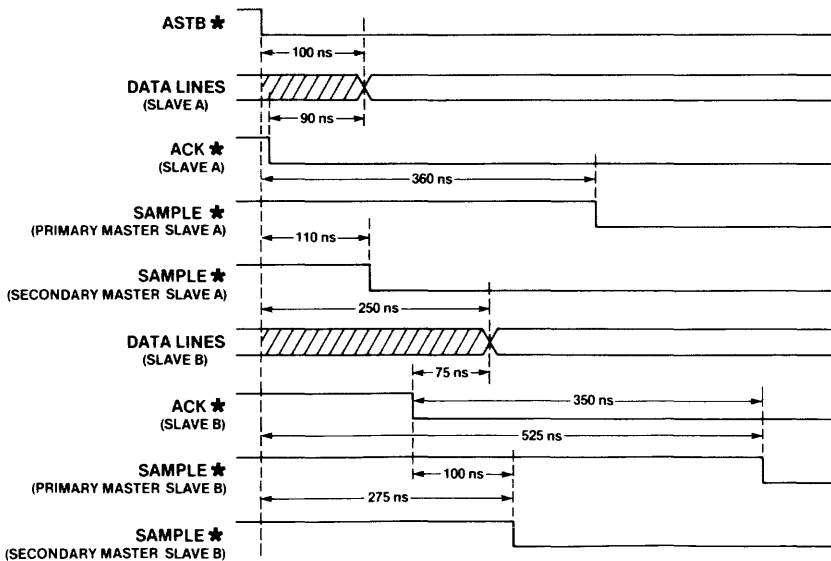 ASTB *
100 ns
DATA LINES
(SLAVE A)
90 ns
ACK *
(SLAVE A)
360 ns
SAMPLE *
(PRIMARY MASTER SLAVE A)
110 ns
SAMPLE *
(SECONDARY MASTER SLAVE A)
250 ns
DATA LINES
(SLAVE B)
75 ns
ACK *
(SLAVE B)
350 ns
525 ns
SAMPLE *
(PRIMARY MASTER SLAVE B)
100 ns
275 ns
SAMPLE *
(SECONDARY MASTER SLAVE B)